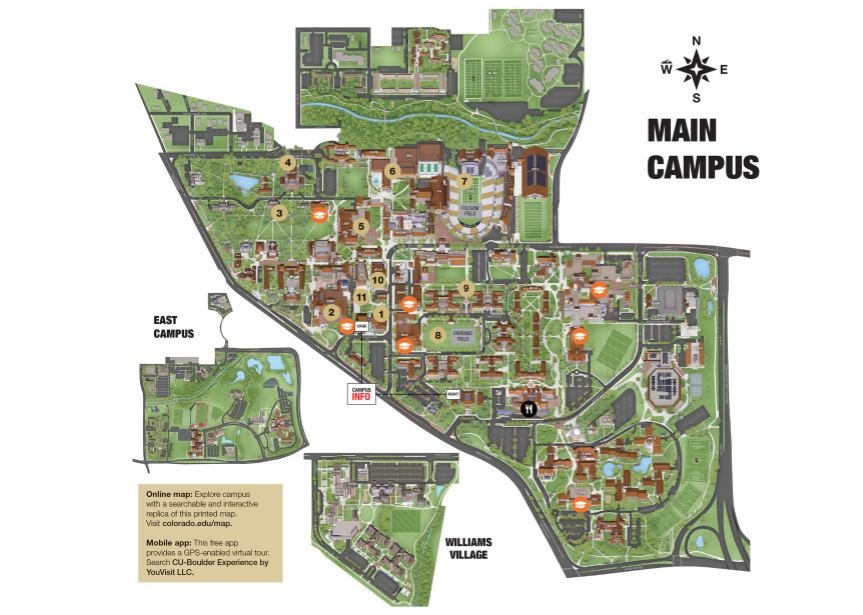 N
W E
S
MAIN
CAMPUS
4
6
7
FOLSOM
FIELD
3
5
10
9
11
2
1
CASE
8
FARRAND
FIELD
EAST
CAMPUS
CAMPUS
INFO
RUIGHT
Online map: Explore campus
with a searchable and interactive
replica of this printed map.
Visit colorado.edu/map.
Mobile app: This free app
provides a GPS-enabled virtual tour.
Search CU-Boulder Experience by
YouVisit LLC.
WILLIAMS
VILLAGE